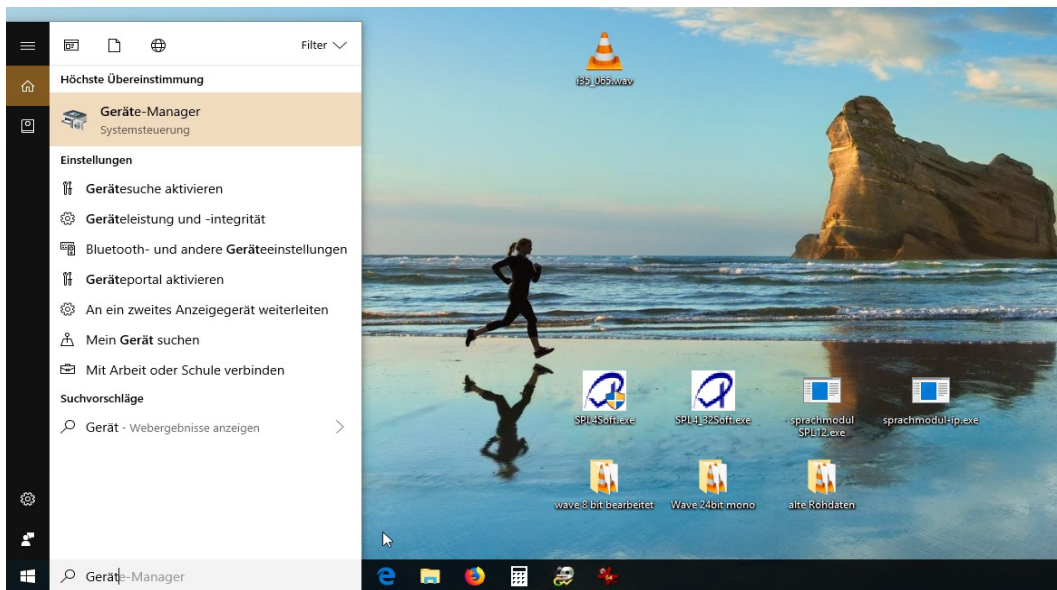 Filter
Höchste Übereinstimmung
Geräte-Manager
Systemsteuerung
Einstellungen
Gerätesuche aktivieren
Geräteleistung und -integrität
Bluetooth- und andere Geräteeinstellungen
Geräteportal aktivieren
An ein zweites Anzeigegerät weiterleiten
Mein Gerät suchen
Mit Arbeit oder Schule verbinden
Suchvorschläge
Gerät - Webergebnisse anzeigen
Geräte-Manager
i35_065.wav
SPL4Soft.exe
SPL4_32Soft.exe
sprachmodul
SPL12.exe
sprachmodul-ip.exe
wave 8 bit bearbeitet
Wave 24bit mono
alte Rohdaten
64